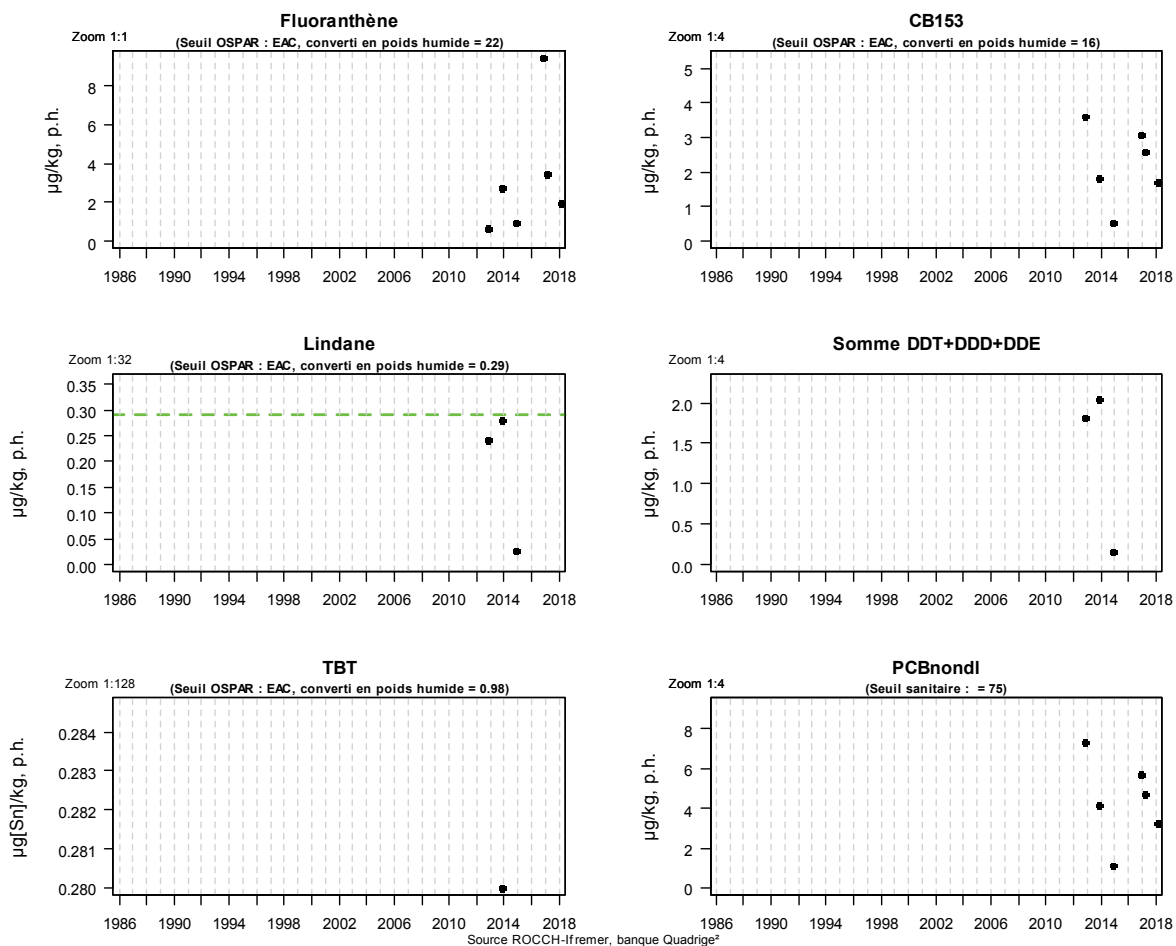 Fluoranthène
Zoom 1:1
(Seuil OSPAR : EAC, converti en poids humide = 22)
µg/kg, p.h.
8
6
4
2
0
1986 1990 1994 1998 2002 2006 2010 2014 2018
CB153
Zoom 1:4
(Seuil OSPAR : EAC, converti en poids humide = 16)
µg/kg, p.h.
5
4
3
2
1
0
1986 1990 1994 1998 2002 2006 2010 2014 2018
Lindane
Zoom 1:32
(Seuil OSPAR : EAC, converti en poids humide = 0.29)
µg/kg, p.h.
0.35
0.30
0.25
0.20
0.15
0.10
0.05
0.00
1986 1990 1994 1998 2002 2006 2010 2014 2018
Somme DDT+DDD+DDE
Zoom 1:4
µg/kg, p.h.
2.0
1.5
1.0
0.5
0.0
1986 1990 1994 1998 2002 2006 2010 2014 2018
TBT
Zoom 1:128
(Seuil OSPAR : EAC, converti en poids humide = 0.98)
µg[Sn]/kg, p.h.
0.284
0.283
0.282
0.281
0.280
1986 1990 1994 1998 2002 2006 2010 2014 2018
PCBnondl
Zoom 1:4
(Seuil sanitaire : = 75)
µg/kg, p.h.
8
6
4
2
0
1986 1990 1994 1998 2002 2006 2010 2014 2018
Source ROCCH-Ifremer, banque Quadrige²